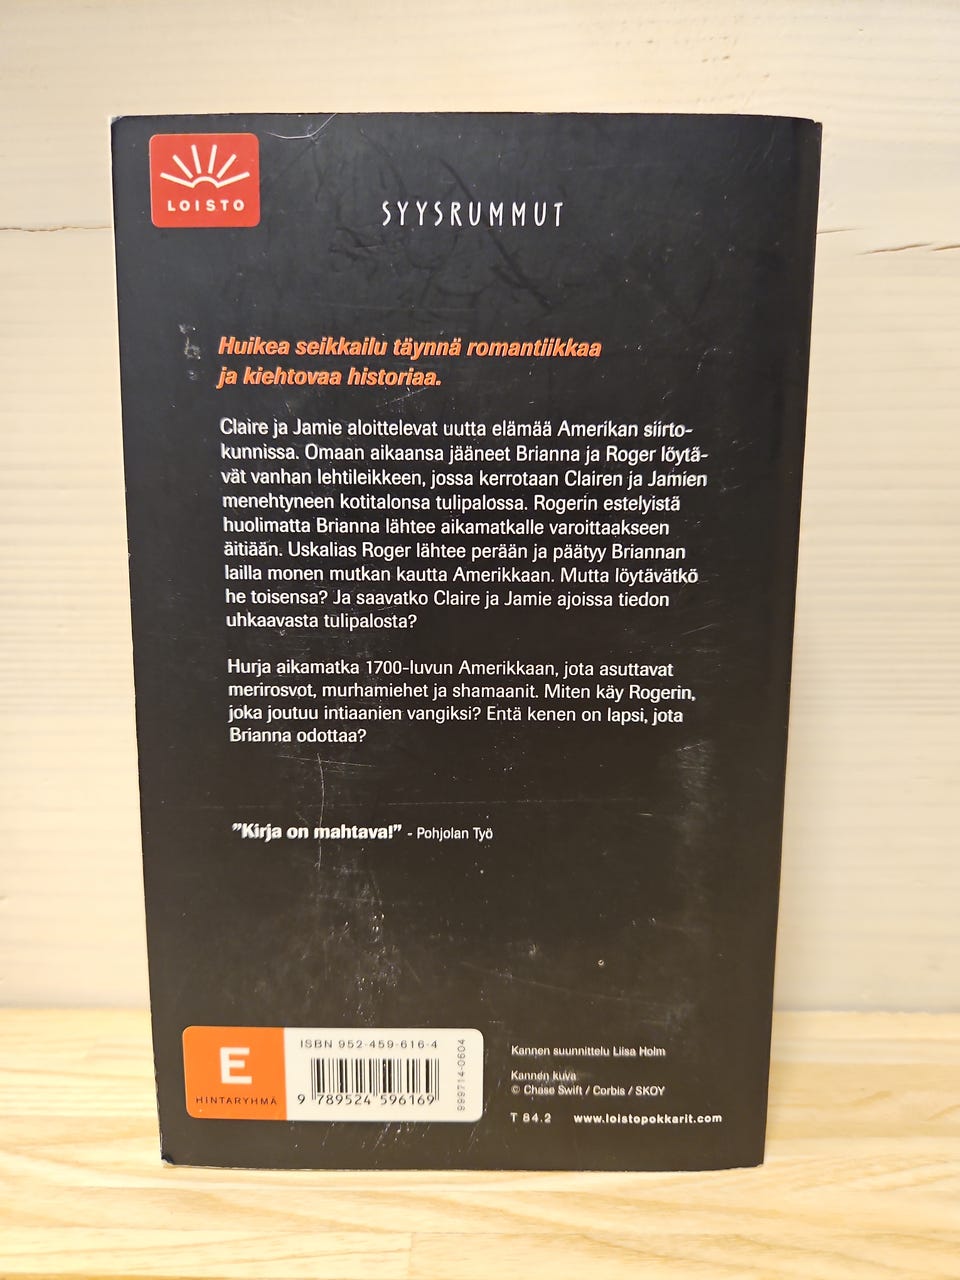 LOISTO
SYYSRUMMUT
Huikea seikkailu täynnä romantiikkaa
ja kiehtovaa historiaa.
Claire ja Jamie aloittelevat uutta elämää Amerikan siirto-
kunnissa. Omaan aikaansa jääneet Brianna ja Roger löytä-
vät vanhan lehtileikkeen, jossa kerrotaan Clairen ja Jamien
menehtyneen kotitalonsa tulipalossa. Rogerin estelyistä
huolimatta Brianna lähtee aikamatkalle varoittaakseen
äitiään. Uskalias Roger lähtee perään ja päätyy Briannan
lailla monen mutkan kautta Amerikkaan. Mutta löytävätkö
he toisensa? Ja saavatko Claire ja Jamie ajoissa tiedon
uhkaavasta tulipalosta?
Hurja aikamatka 1700-luvun Amerikkaan, jota asuttavat
merirosvot, murhamiehet ja shamaanit. Miten käy Rogerin,
joka joutuu intiaanien vangiksi? Entä kenen on lapsi, jota
Brianna odottaa?
"Kirja on mahtava!" - Pohjolan Työ
E
HINTARYHMÄ
ISBN 952-459-616-4
9 789524 596169
999714-0604
Kannen suunnittelu Liisa Holm
Kannen kuva
© Chase Swift / Corbis / SKOY
T 84.2 www.loistopokkarit.com